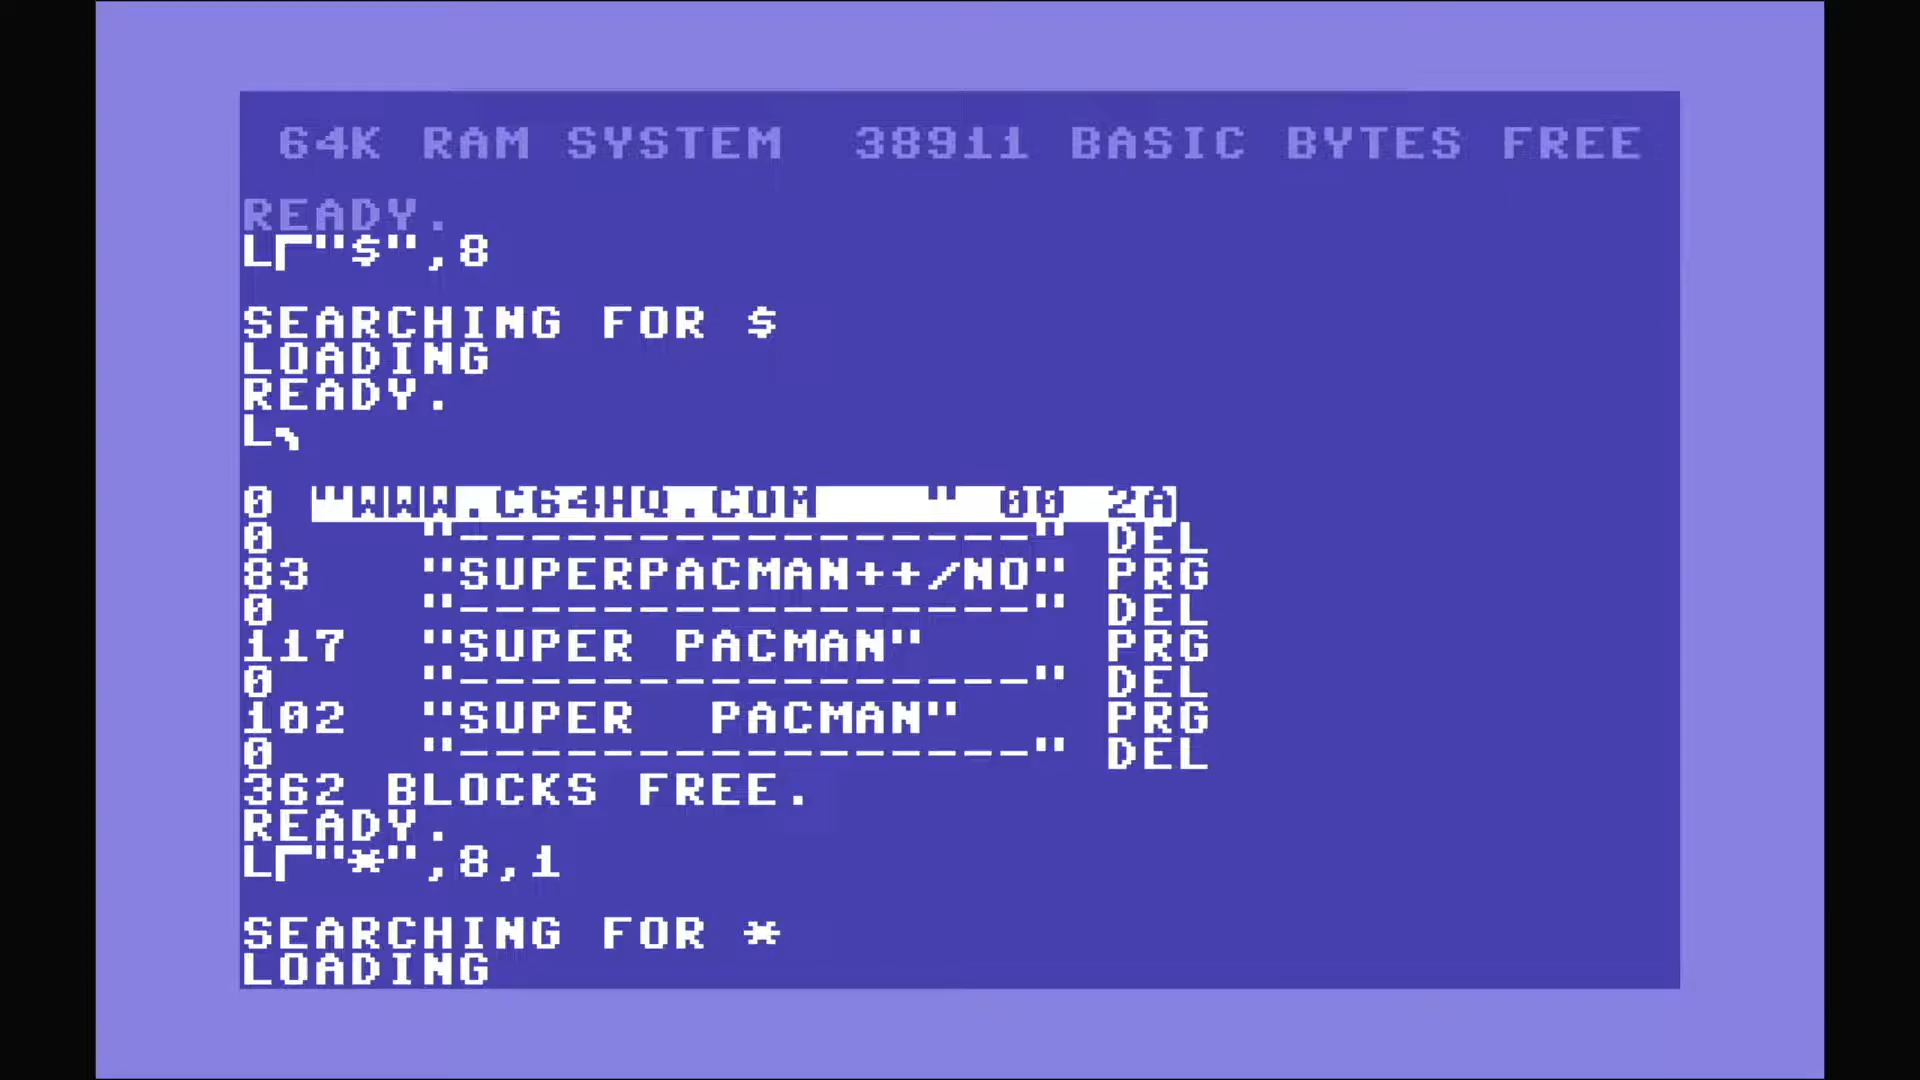 64K RAM SYSTEM  38911 BASIC BYTES FREE
READY.
L┌"$",8
SEARCHING FOR $
LOADING
READY.
L╮
0 "WWW.C64HQ.COM    " 00 2A
0    "----------------" DEL
83   "SUPERPACMAN++/NO" PRG
0    "----------------" DEL
117  "SUPER PACMAN"     PRG
0    "----------------" DEL
102  "SUPER  PACMAN"    PRG
0    "----------------" DEL
362 BLOCKS FREE.
READY.
L┌"*",8,1
SEARCHING FOR *
LOADING